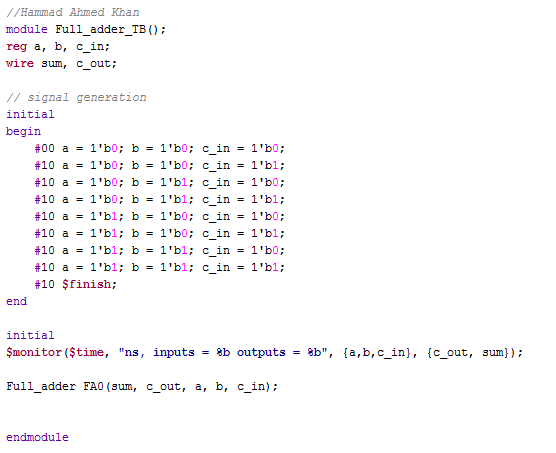 //Hammad Ahmed Khan
module Full_adder_TB();
reg a, b, c_in;
wire sum, c_out;
// signal generation
initial
begin
#00 a = 1'b0; b = 1'b0; c_in = 1'b0;
#10 a = 1'b0; b = 1'b0; c_in = 1'b1;
#10 a = 1'b0; b = 1'b1; c_in = 1'b0;
#10 a = 1'b0; b = 1'b1; c_in = 1'b1;
#10 a = 1'b1; b = 1'b0; c_in = 1'b0;
#10 a = 1'b1; b = 1'b0; c_in = 1'b1;
#10 a = 1'b1; b = 1'b1; c_in = 1'b0;
#10 a = 1'b1; b = 1'b1; c_in = 1'b1;
#10 $finish;
end
initial
$monitor($time, "ns, inputs = %b outputs = %b", {a,b,c_in}, {c_out, sum});
Full_adder FA0(sum, c_out, a, b, c_in);
endmodule